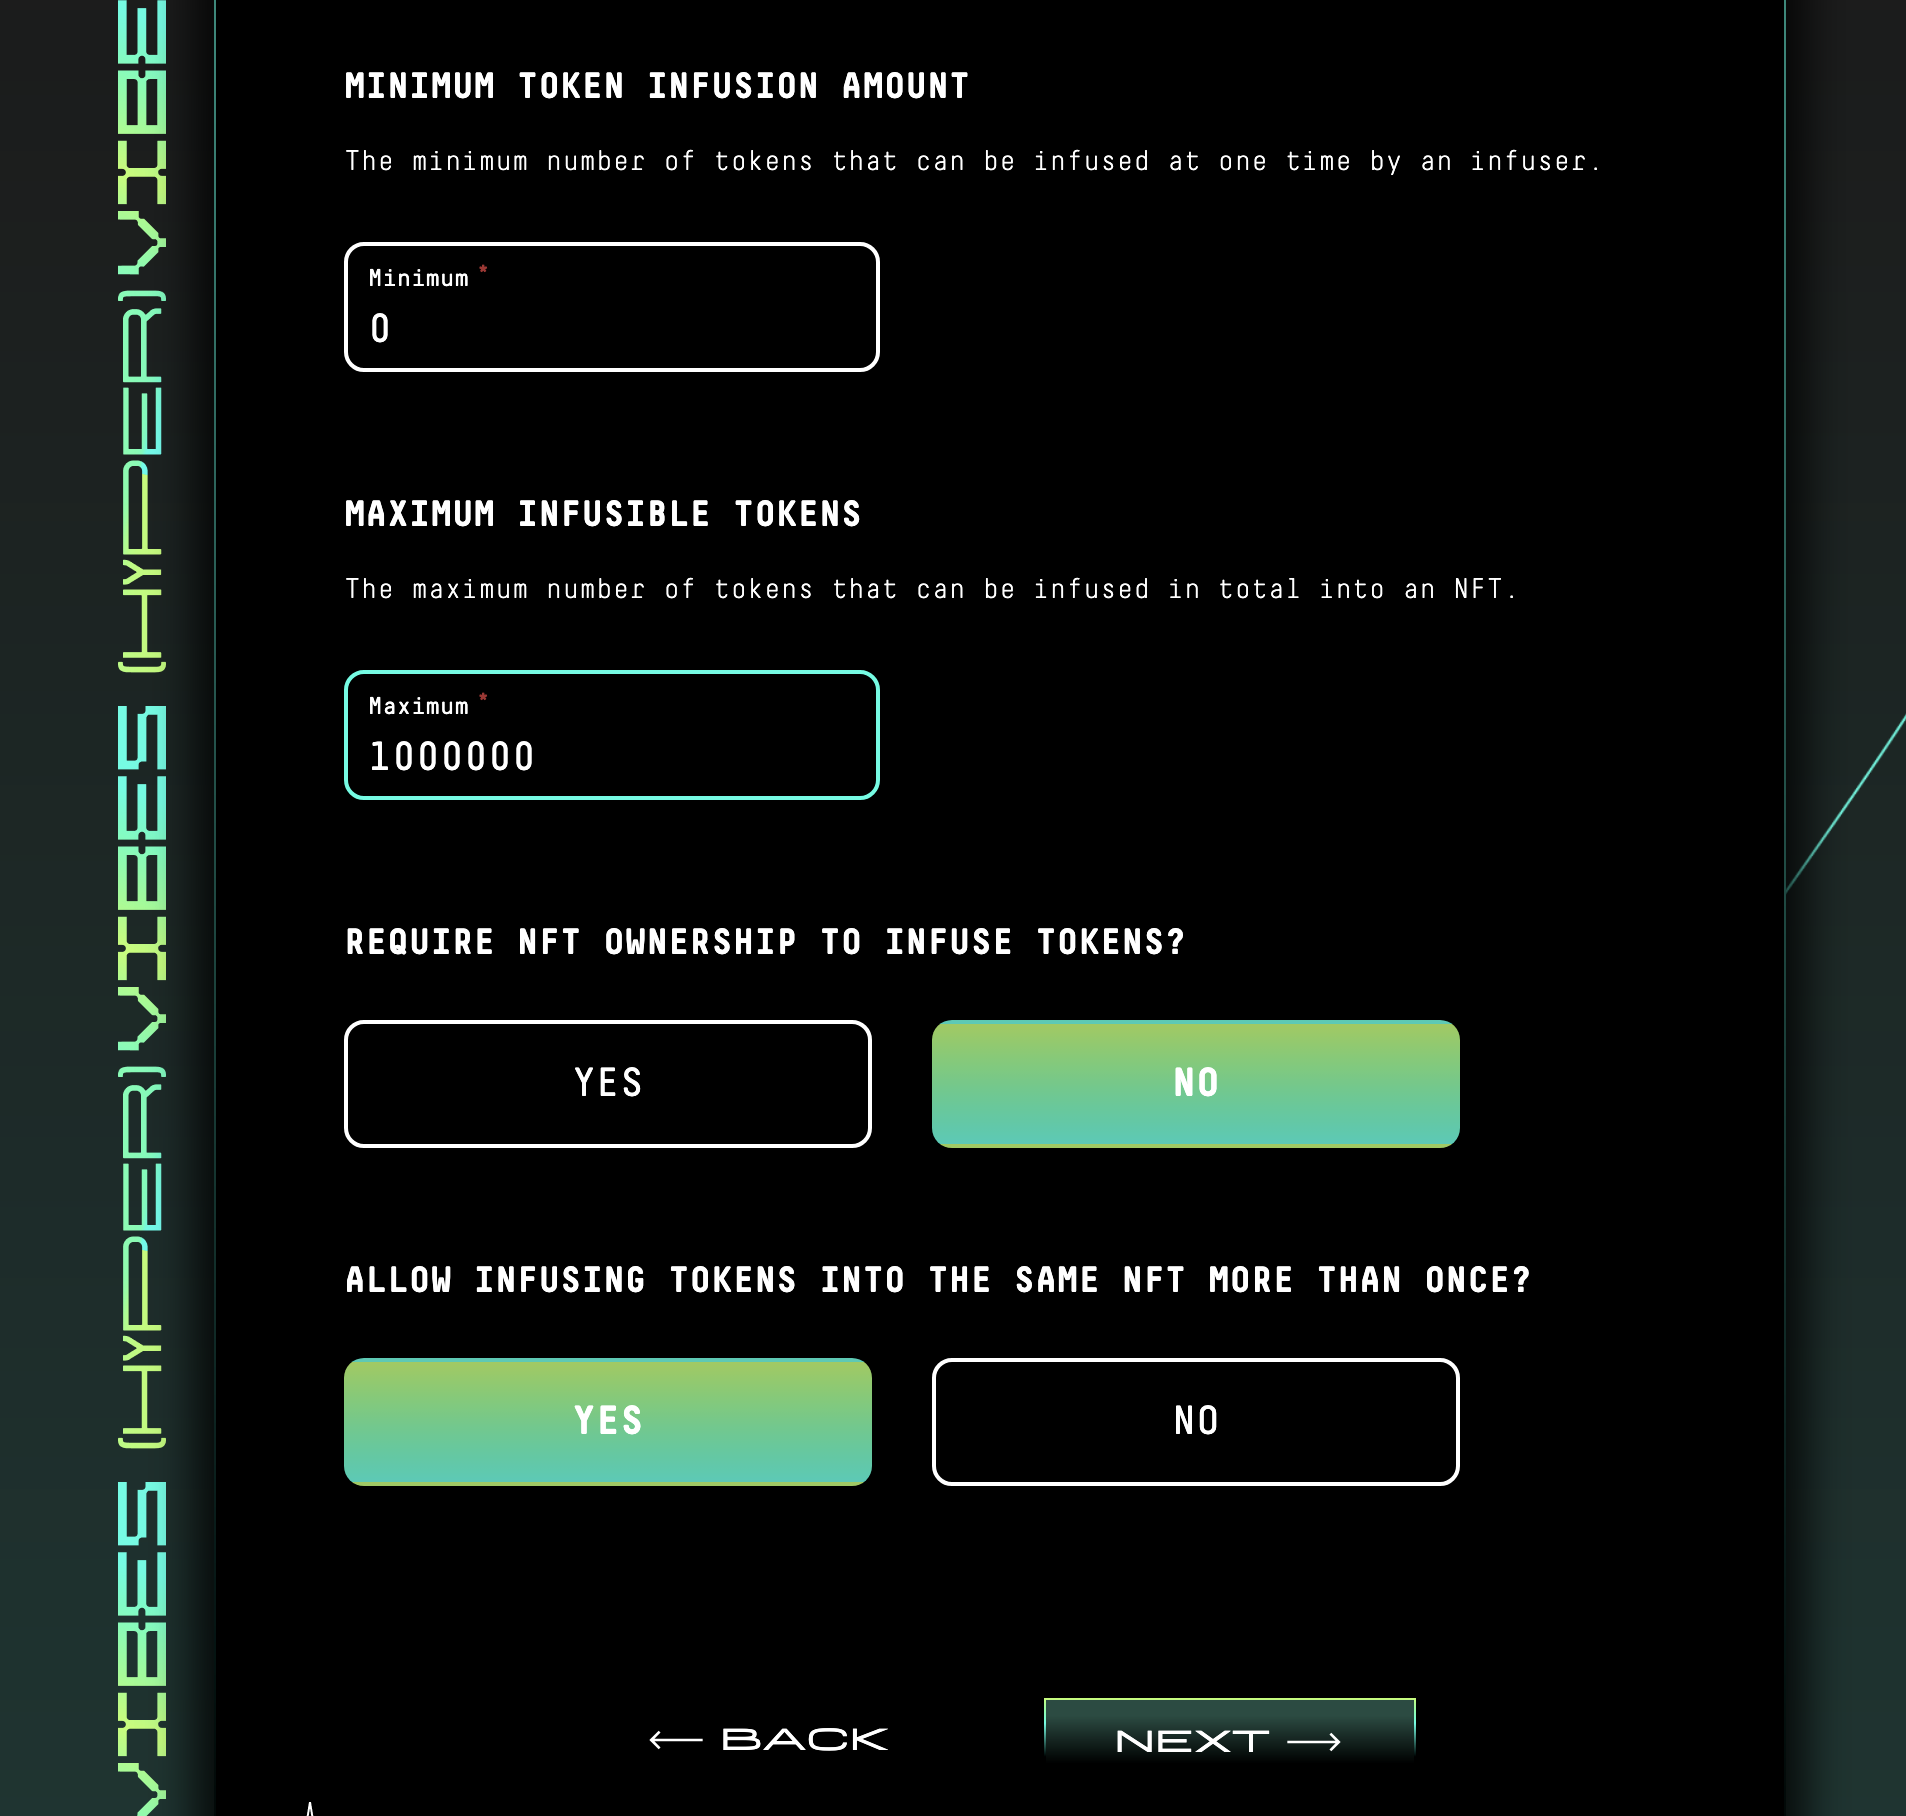 MINIMUM TOKEN INFUSION AMOUNT
The minimum number of tokens that can be infused at one time by an infuser.
Minimum *
0
MAXIMUM INFUSIBLE TOKENS
The maximum number of tokens that can be infused in total into an NFT.
Maximum *
1000000
REQUIRE NFT OWNERSHIP TO INFUSE TOKENS?
YES
NO
ALLOW INFUSING TOKENS INTO THE SAME NFT MORE THAN ONCE?
YES
NO
← BACK
NEXT →
VIBES (HYPER)VIBES (HYPER)VIBE